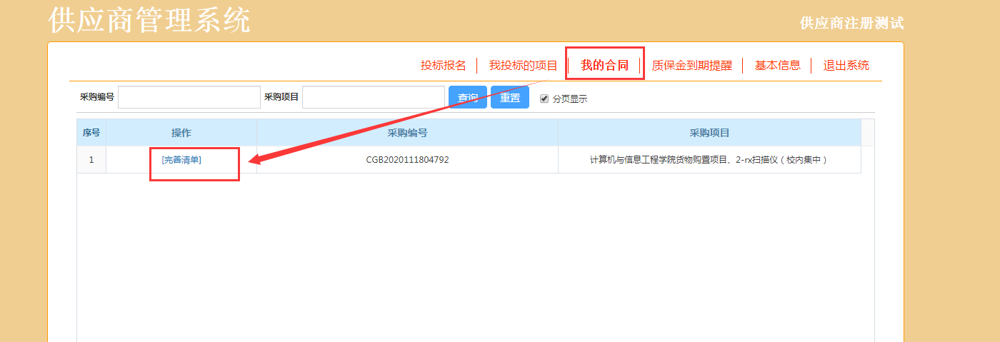 供应商管理系统
供应商注册测试
投标报名 我投标的项目 我的合同 质保金到期提醒 基本信息 退出系统
采购编号 采购项目 查询 重置 分页显示
序号 操作 采购编号 采购项目
1 [完善清单] CGB2020111804792 计算机与信息工程学院货物购置项目、2-rx扫描仪（校内集中）